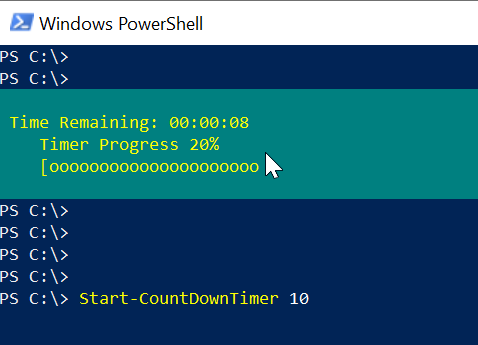 Windows PowerShell
PS C:\>
PS C:\>
Time Remaining: 00:00:08
Timer Progress 20%
[ooooooooooooooooooooo
PS C:\>
PS C:\>
PS C:\>
PS C:\>
PS C:\> Start-CountDownTimer 10